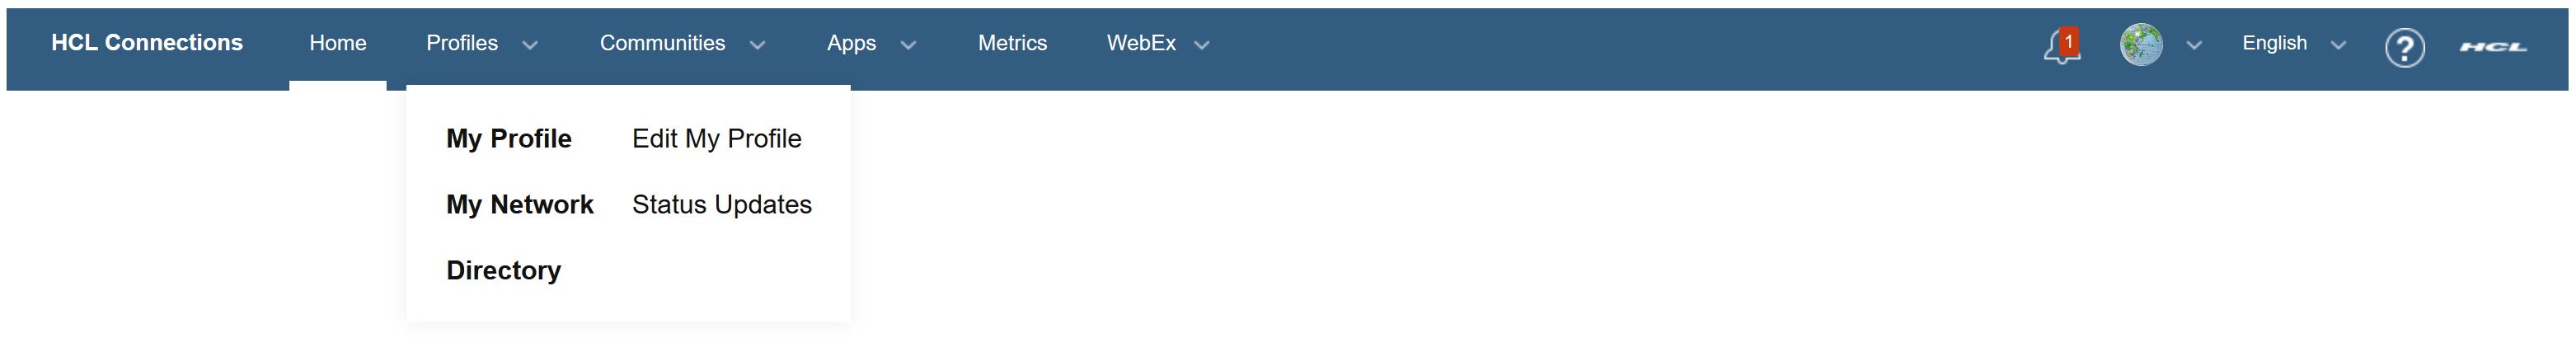 HCL Connections Home Profiles Communities Apps Metrics WebEx 1 English ? HCL
My Profile Edit My Profile
My Network Status Updates
Directory